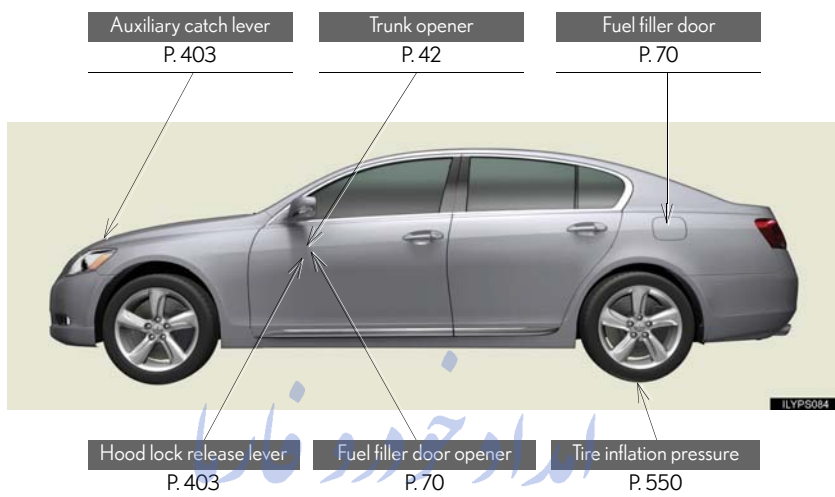 Auxiliary catch lever
P. 403
Trunk opener
P. 42
Fuel filler door
P. 70
ILYPS084
Hood lock release lever
P. 403
Fuel filler door opener
P. 70
Tire inflation pressure
P. 550
امداد خودرو فارسا